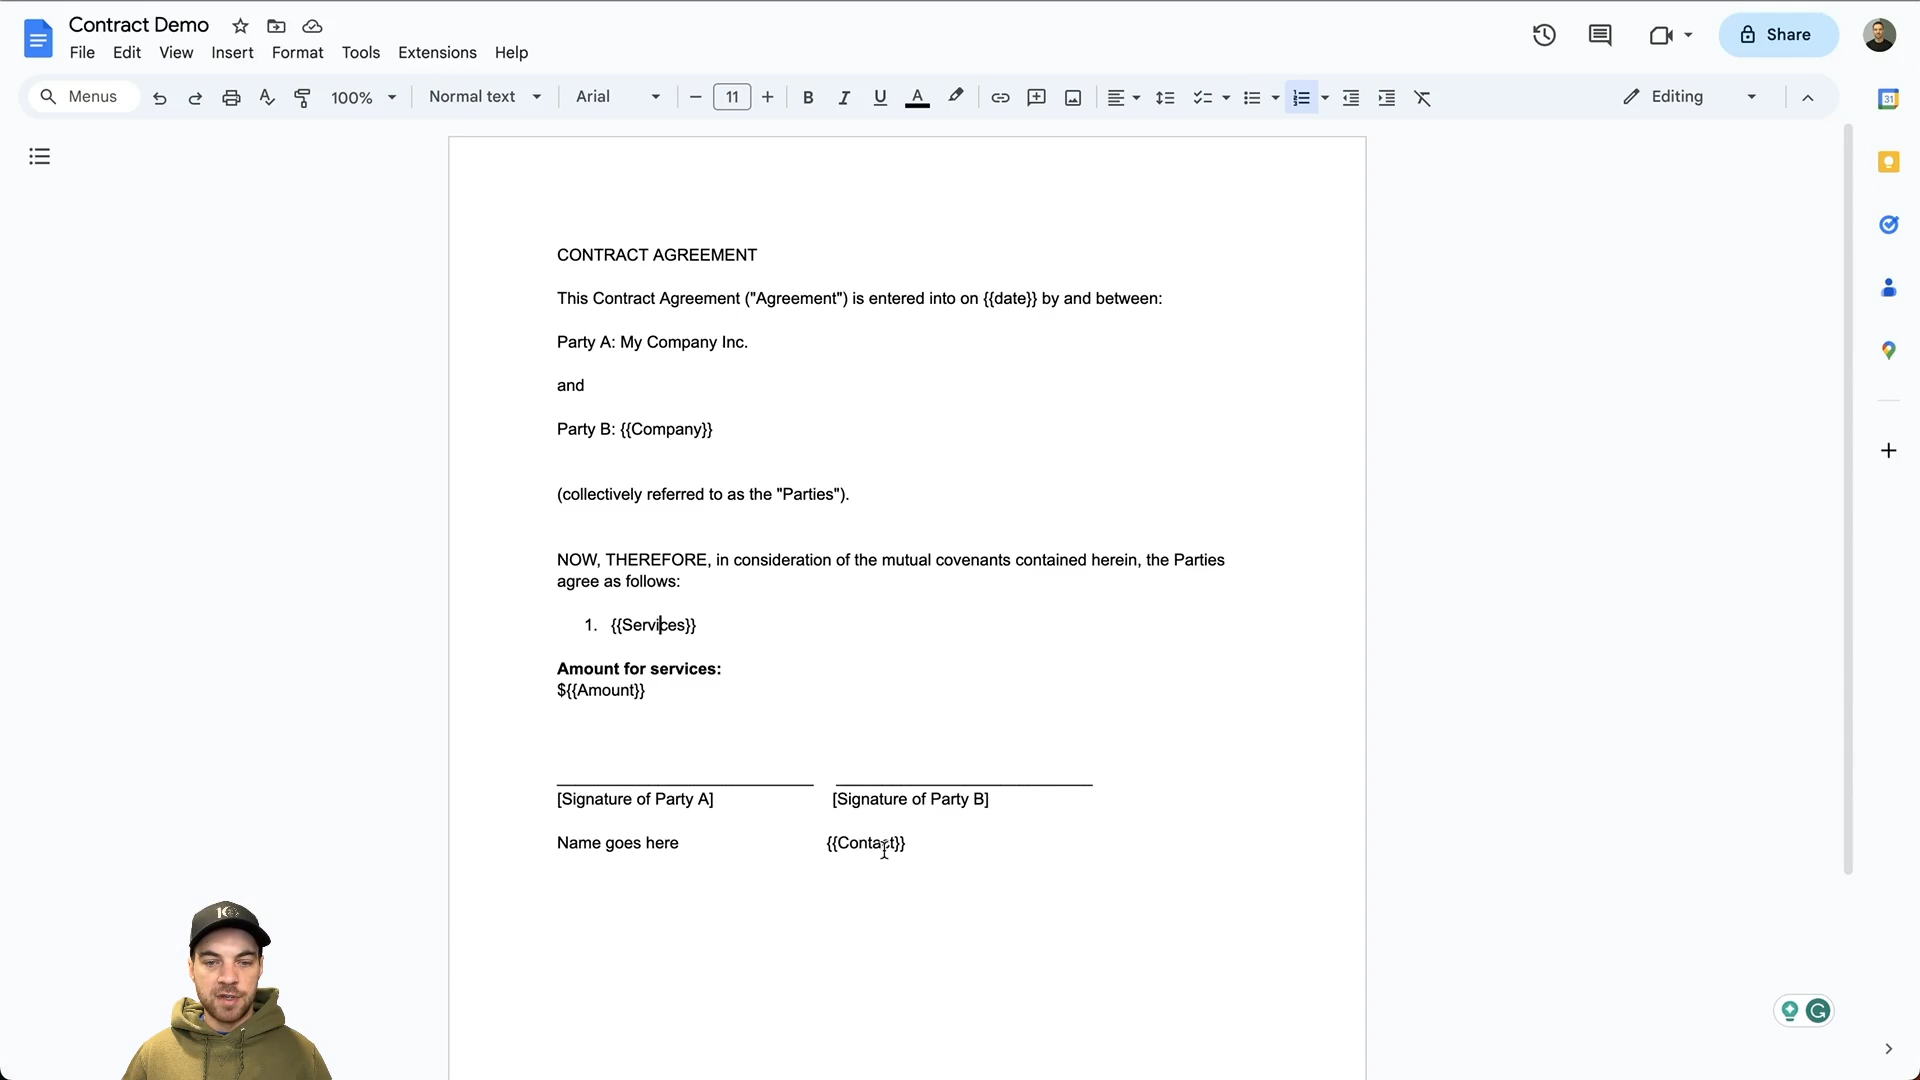 Contract Demo
File Edit View Insert Format Tools Extensions Help
Share
Menus
100%
Normal text
Arial
11
Editing
31
CONTRACT AGREEMENT
This Contract Agreement ("Agreement") is entered into on {{date}} by and between:
Party A: My Company Inc.
and
Party B: {{Company}}
(collectively referred to as the "Parties").
NOW, THEREFORE, in consideration of the mutual covenants contained herein, the Parties
agree as follows:
1. {{Services}}
Amount for services:
${{Amount}}
[Signature of Party A] [Signature of Party B]
Name goes here {{Contact}}